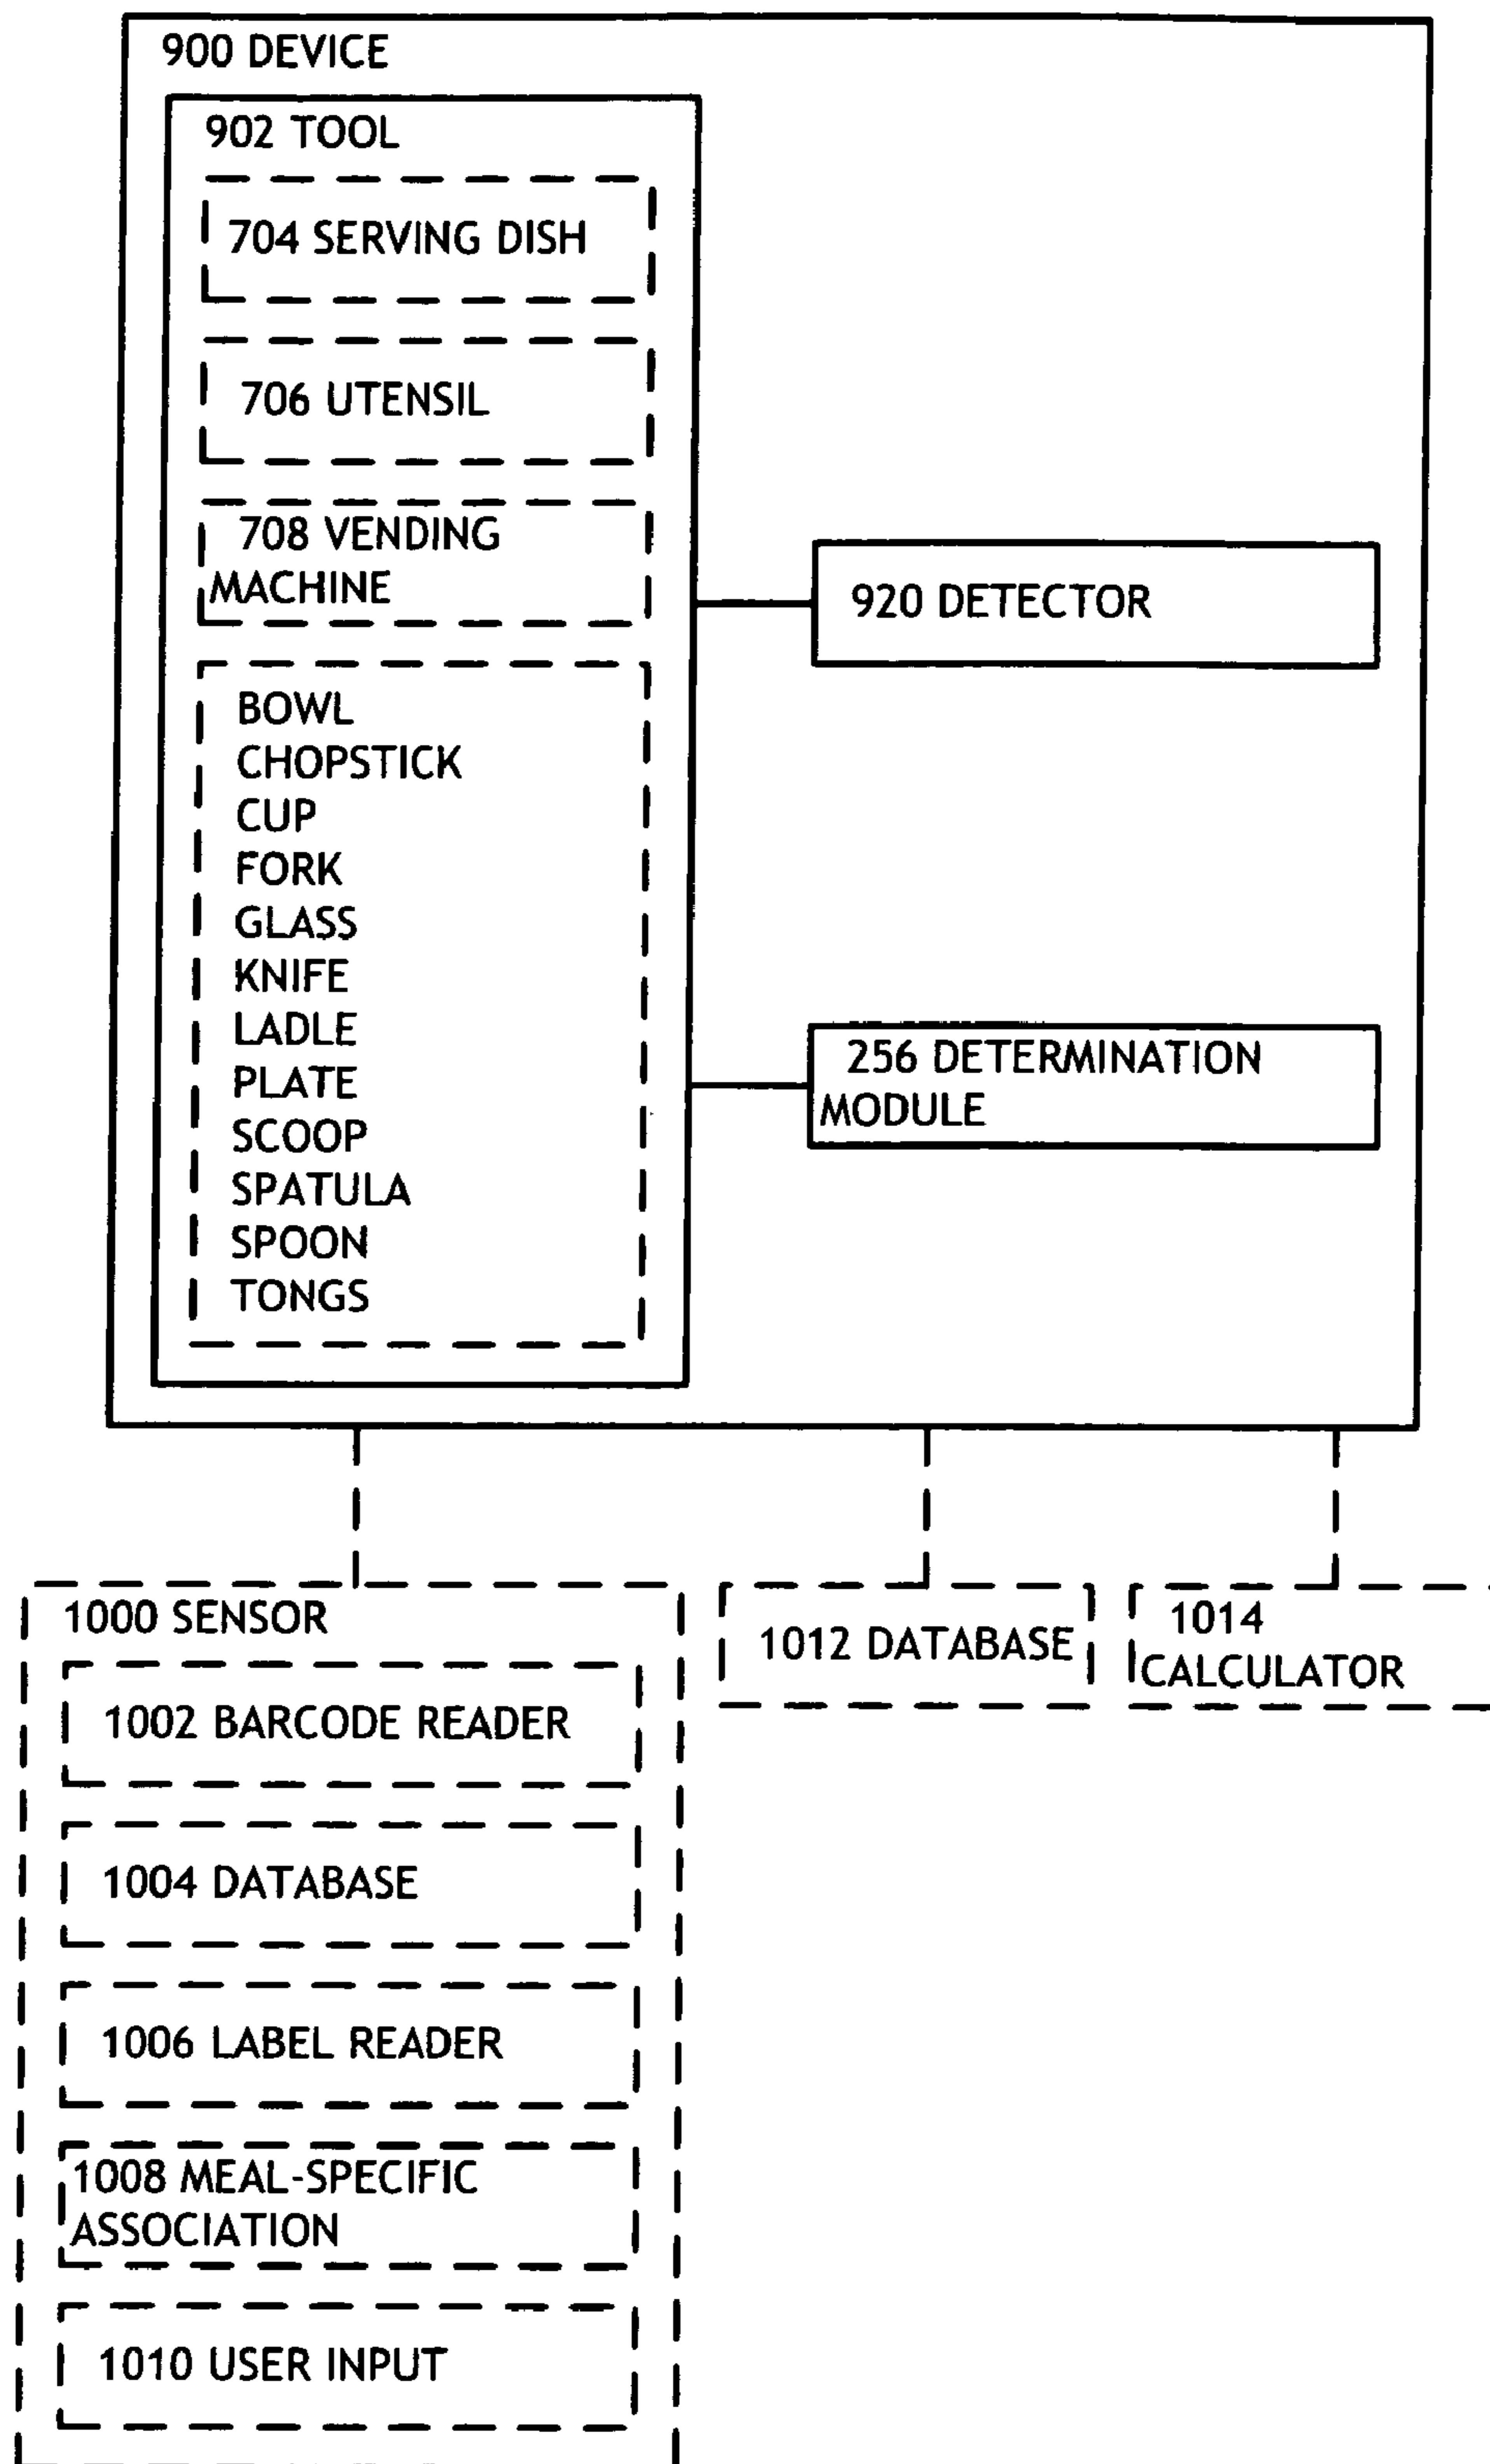 900 DEVICE
902 TOOL
704 SERVING DISH
706 UTENSIL
708 VENDING
MACHINE
BOWL
CHOPSTICK
CUP
FORK
GLASS
KNIFE
LADLE
PLATE
SCOOP
SPATULA
SPOON
TONGS
920 DETECTOR
256 DETERMINATION
MODULE
1000 SENSOR
1002 BARCODE READER
1004 DATABASE
1006 LABEL READER
1008 MEAL-SPECIFIC
ASSOCIATION
1010 USER INPUT
1012 DATABASE
1014
CALCULATOR